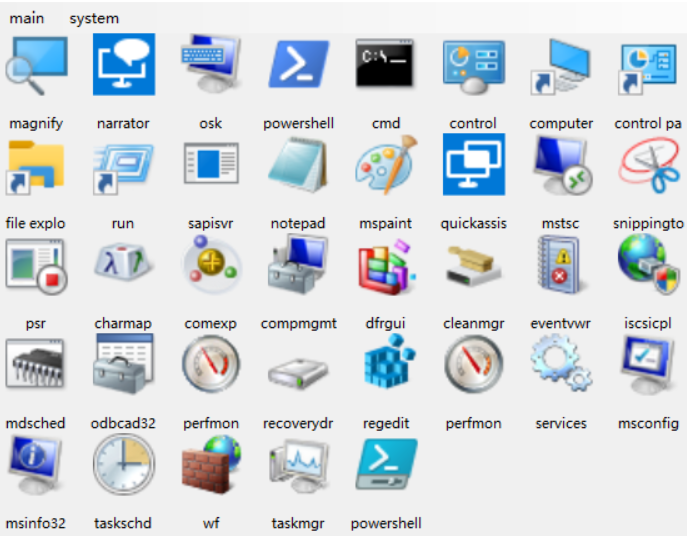 main system
magnify narrator osk powershell cmd control computer control pa
file explo run sapisvr notepad mspaint quickassis mstsc snippingto
psr charmap comexp compmgmt dfrgui cleanmgr eventvwr iscsicpl
mdsched odbcad32 perfmon recoverydr regedit perfmon services msconfig
msinfo32 taskschd wf taskmgr powershell